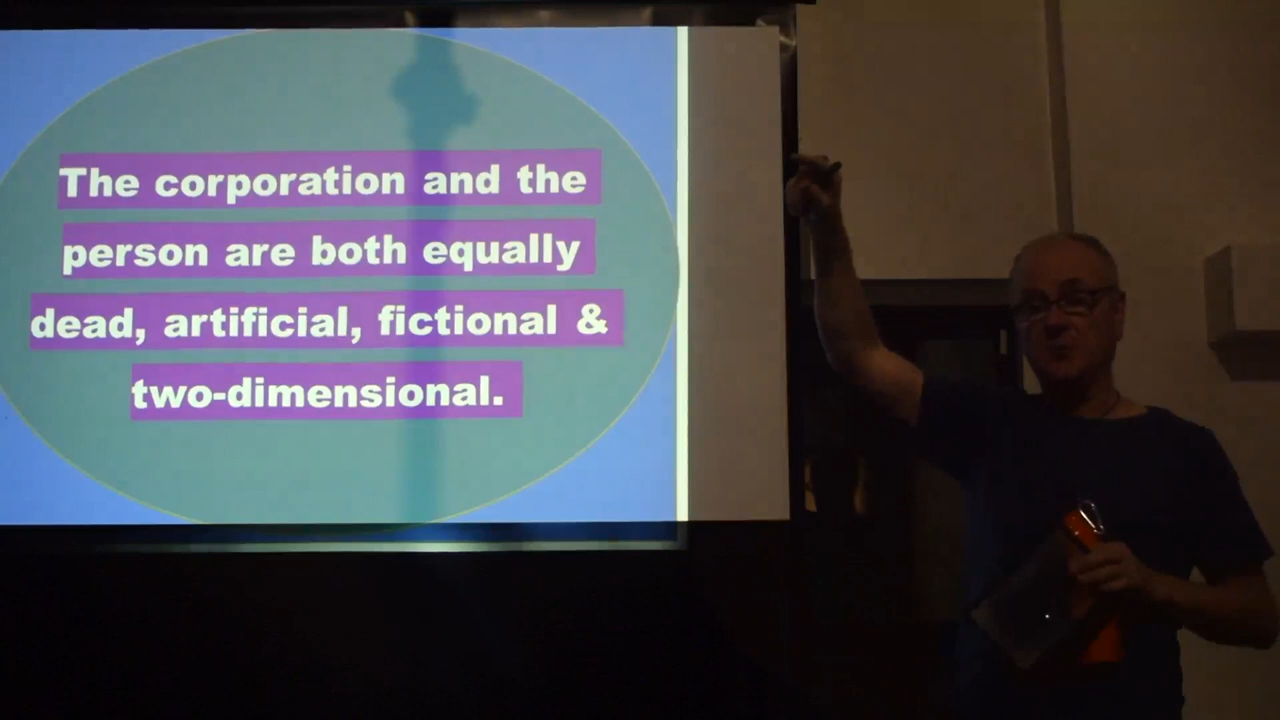 The corporation and the
person are both equally
dead, artificial, fictional &
two-dimensional.